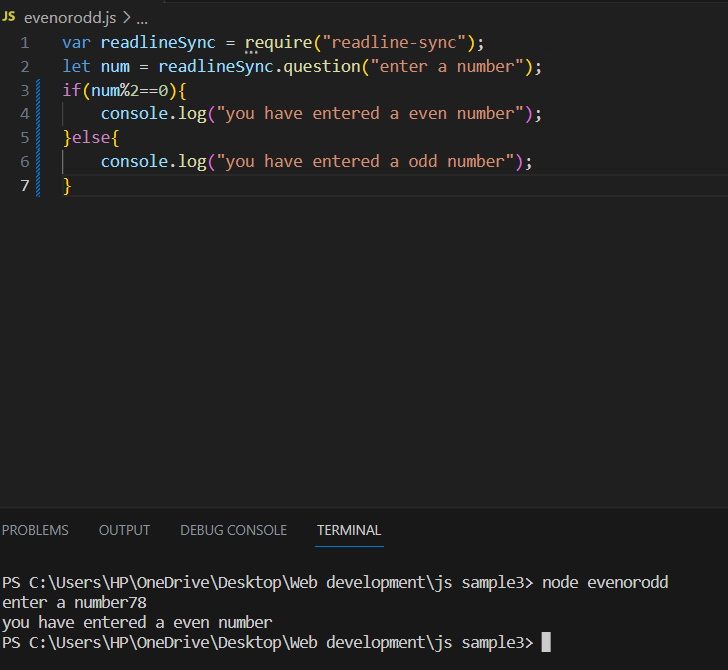 JS evenorodd.js > ...
1 var readlineSync = require("readline-sync");
2 let num = readlineSync.question("enter a number");
3 if(num%2==0){
4     console.log("you have entered a even number");
5 }else{
6     console.log("you have entered a odd number");
7 }
PROBLEMS OUTPUT DEBUG CONSOLE TERMINAL
PS C:\Users\HP\OneDrive\Desktop\Web development\js sample3> node evenorodd
enter a number78
you have entered a even number
PS C:\Users\HP\OneDrive\Desktop\Web development\js sample3>